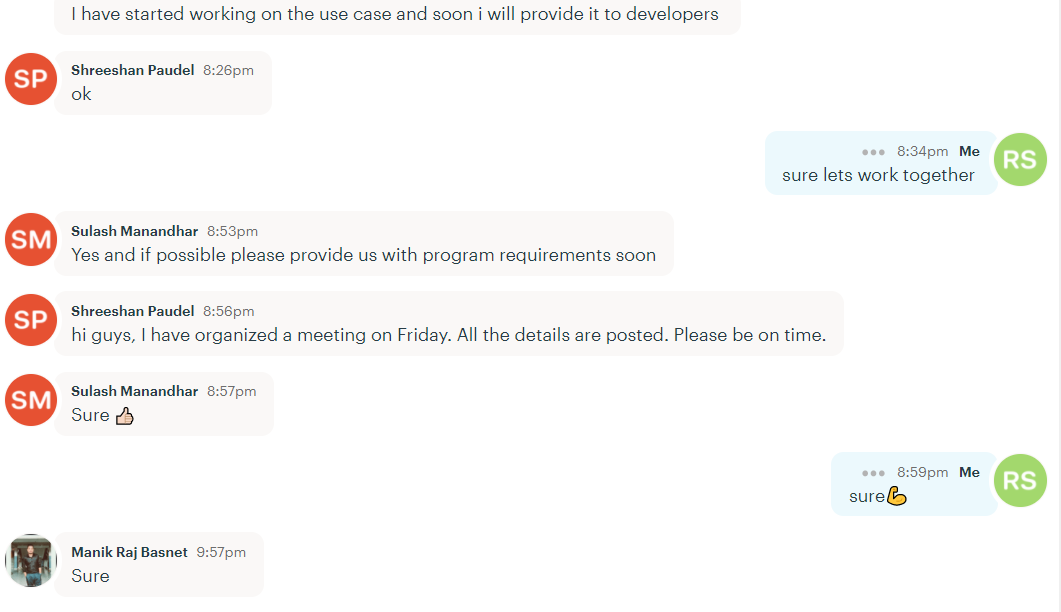 I have started working on the use case and soon i will provide it to developers
SP
Shreeshan Paudel 8:26pm
ok
••• 8:34pm Me
RS
sure lets work together
SM
Sulash Manandhar 8:53pm
Yes and if possible please provide us with program requirements soon
SP
Shreeshan Paudel 8:56pm
hi guys, I have organized a meeting on Friday. All the details are posted. Please be on time.
SM
Sulash Manandhar 8:57pm
Sure 👍🏻
••• 8:59pm Me
RS
sure💪
Manik Raj Basnet 9:57pm
Sure